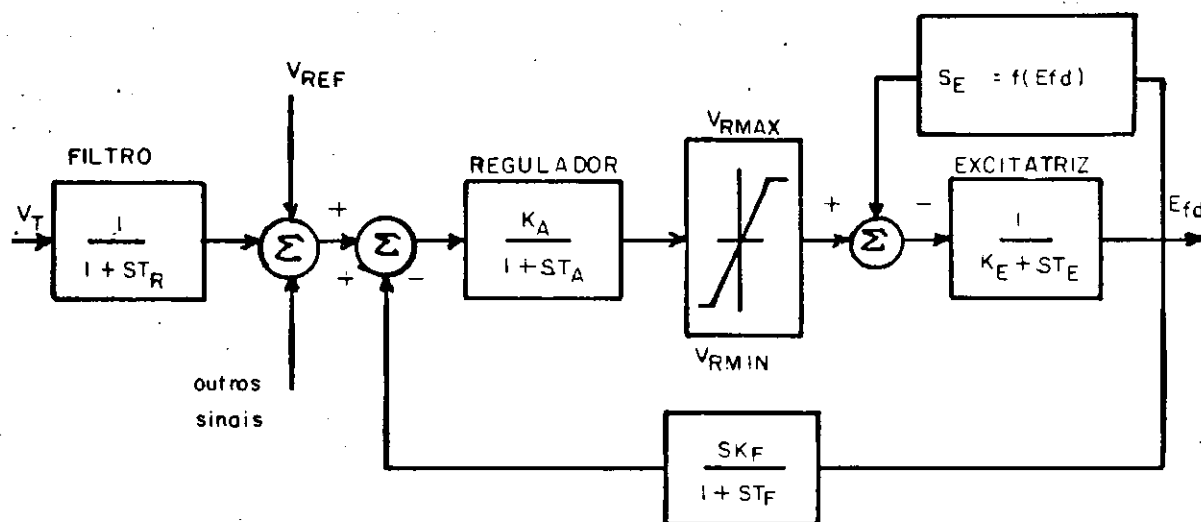 V_REF
FILTRO
V_T
1
1 + ST_R
outros
sinais
+
+
-
REGULADOR
K_A
1 + ST_A
V_RMAX
V_RMIN
S_E = f(Efd)
+
-
Σ
Σ
Σ
EXCITATRIZ
1
K_E + ST_E
E_fd
SK_F
1 + ST_F